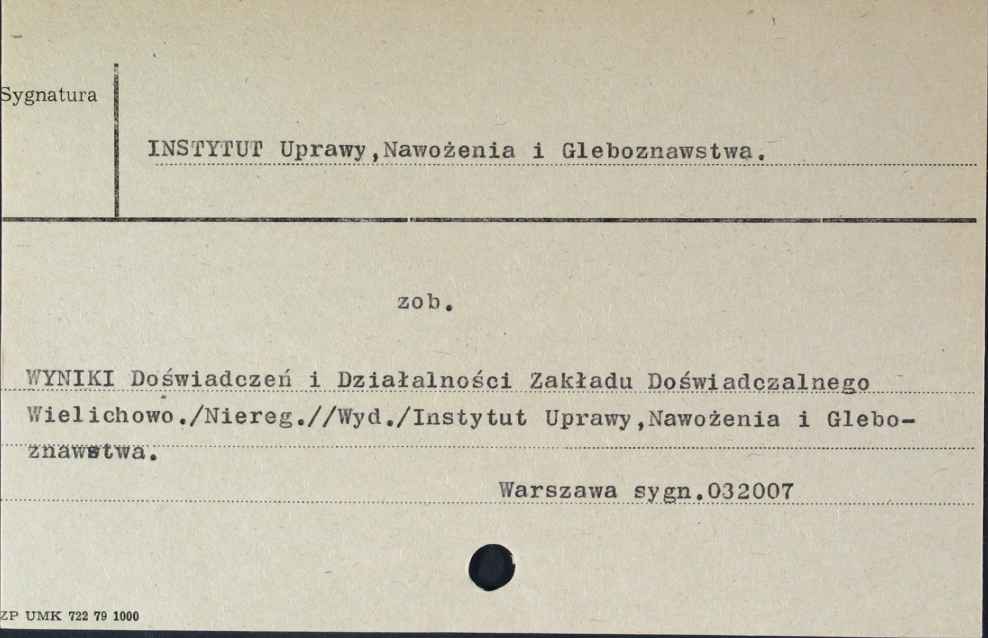 Sygnatura
INSTYTUT Uprawy,Nawożenia i Gleboznawstwa.
zob.
WYNIKI Doświadczeń i Działalności Zakładu Doświadczalnego
Wielichowo./Niereg.//Wyd./Instytut Uprawy,Nawożenia i Glebo-
znawstwa.
Warszawa sygn.032007
ZP UMK 722 79 1000